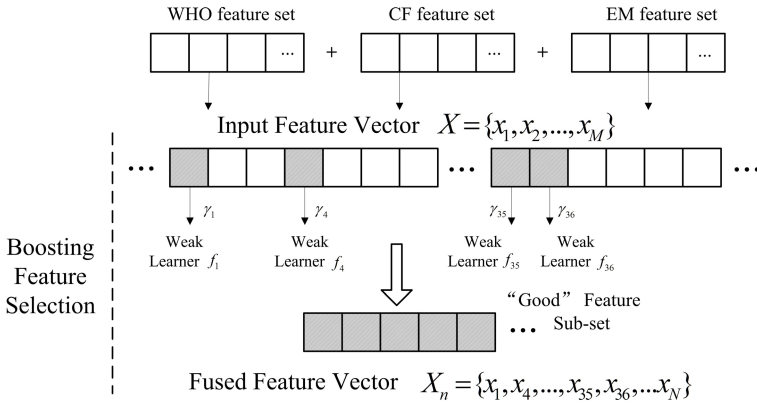 WHO feature set CF feature set EM feature set
... + ... + ...
Input Feature Vector X={x₁,x₂,...,x_M}
... ... ...
γ₁ γ₄ γ₃₅ γ₃₆
Weak Weak Weak Weak
Learner f₁ Learner f₄ Learner f₃₅ Learner f₃₆
Boosting
Feature
Selection
“Good” Feature
... Sub-set
Fused Feature Vector Xₙ={x₁,x₄,...,x₃₅,x₃₆,...x_N}